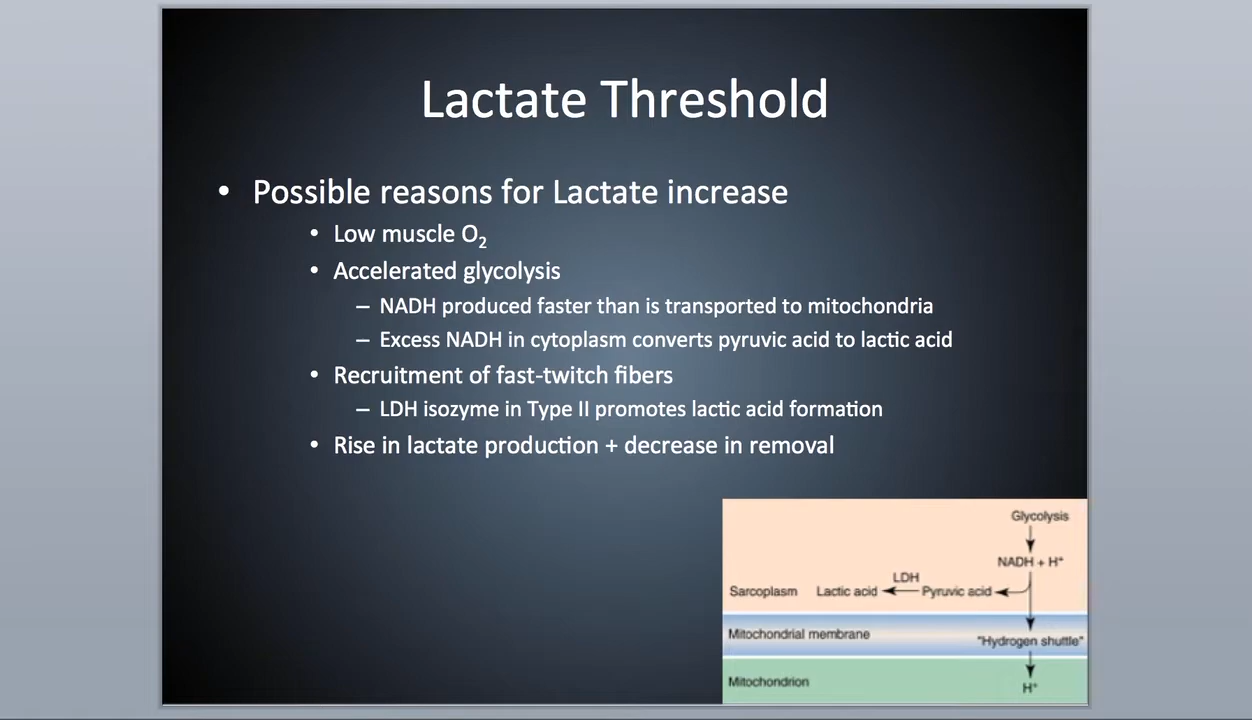 Lactate Threshold
• Possible reasons for Lactate increase
• Low muscle O₂
• Accelerated glycolysis
– NADH produced faster than is transported to mitochondria
– Excess NADH in cytoplasm converts pyruvic acid to lactic acid
• Recruitment of fast-twitch fibers
– LDH isozyme in Type II promotes lactic acid formation
• Rise in lactate production + decrease in removal
Glycolysis
NADH + H⁺
LDH
Sarcoplasm Lactic acid Pyruvic acid
Mitochondrial membrane "Hydrogen shuttle"
Mitochondrion H⁺